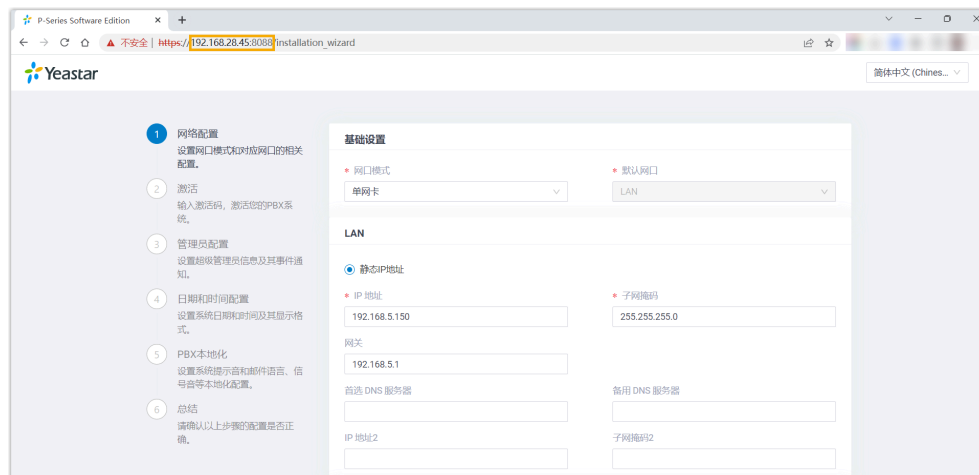 P-Series Software Edition
不安全 | https://192.168.28.45:8088/installation_wizard
Yeastar
简体中文 (Chines...
1 网络配置
设置网口模式和对应网口的相关
配置。
2 激活
输入激活码，激活您的PBX系
统。
3 管理员配置
设置超级管理员信息及其事件通
知。
4 日期和时间配置
设置系统日期和时间及其显示格
式。
5 PBX本地化
设置系统提示音和邮件语言、信
号音等本地化配置。
6 总结
请确认以上步骤的配置是否正
确。
基础设置
* 网口模式
* 默认网口
单网卡
LAN
LAN
静态IP地址
* IP 地址
* 子网掩码
192.168.5.150
255.255.255.0
网关
192.168.5.1
首选 DNS 服务器
备用 DNS 服务器
IP 地址2
子网掩码2